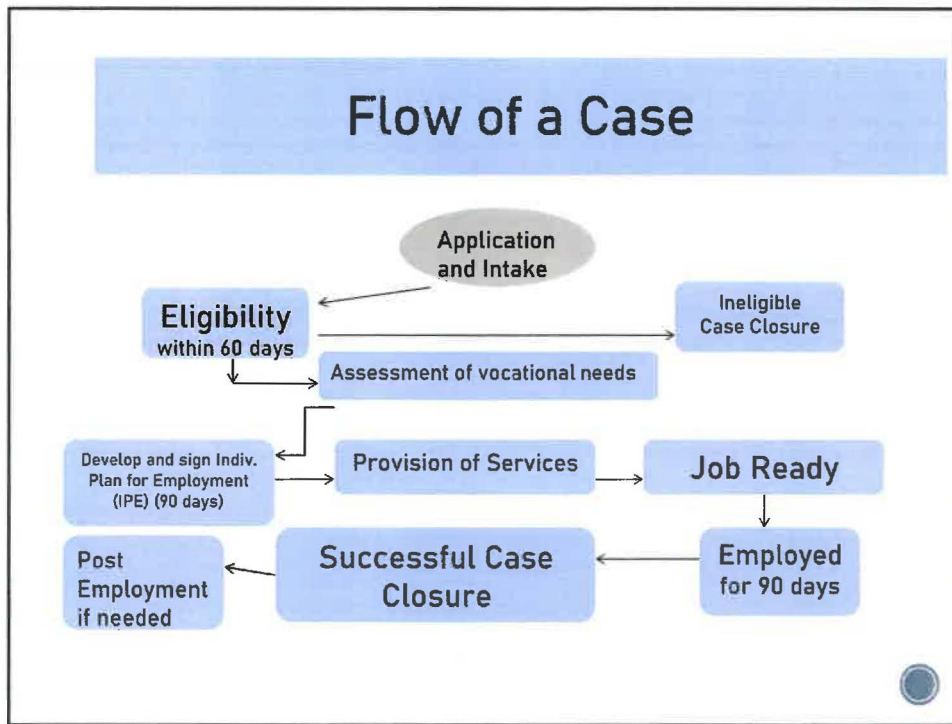 Flow of a Case
Application
and Intake
Eligibility
within 60 days
Ineligible
Case Closure
Assessment of vocational needs
Develop and sign Indiv.
Plan for Employment
(IPE) (90 days)
Provision of Services
Job Ready
Employed
for 90 days
Successful Case
Closure
Post
Employment
if needed